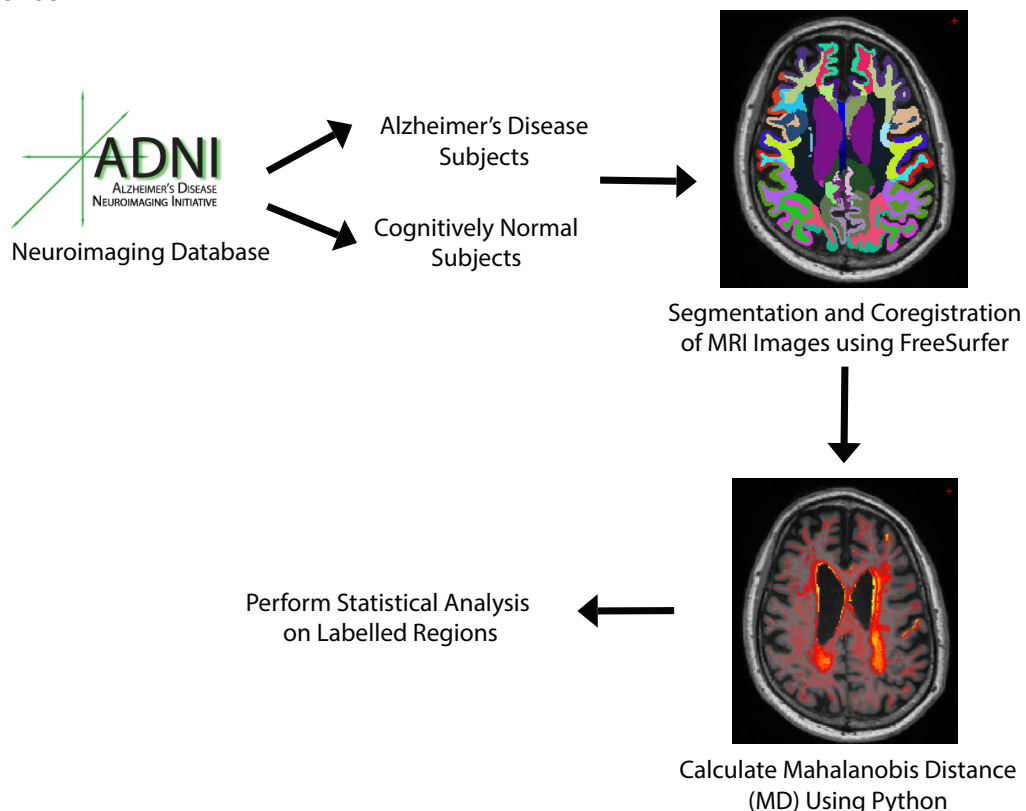 ADNI
ALZHEIMER'S DISEASE
NEUROIMAGING INITIATIVE
Neuroimaging Database
Alzheimer's Disease
Subjects
Cognitively Normal
Subjects
Segmentation and Coregistration
of MRI Images using FreeSurfer
Calculate Mahalanobis Distance
(MD) Using Python
Perform Statistical Analysis
on Labelled Regions